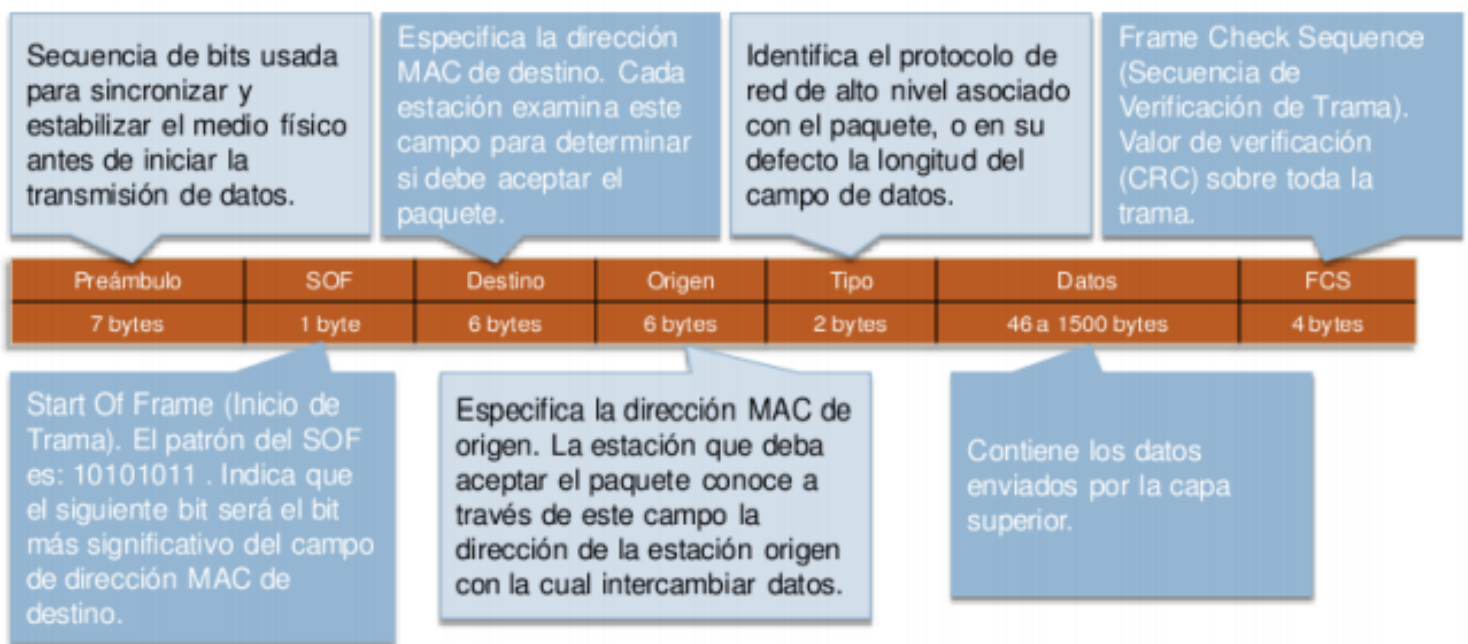 Secuencia de bits usada
para sincronizar y
estabilizar el medio físico
antes de iniciar la
transmisión de datos.
Especifica la dirección
MAC de destino. Cada
estación examina este
campo para determinar
si debe aceptar el
paquete.
Identifica el protocolo de
red de alto nivel asociado
con el paquete, o en su
defecto la longitud del
campo de datos.
Frame Check Sequence
(Secuencia de
Verificación de Trama).
Valor de verificación
(CRC) sobre toda la
trama.
Preámbulo SOF Destino Origen Tipo Datos FCS
7 bytes 1 byte 6 bytes 6 bytes 2 bytes 46 a 1500 bytes 4 bytes
Start Of Frame (Inicio de
Trama). El patrón del SOF
es: 10101011 . Indica que
el siguiente bit será el bit
más significativo del campo
de dirección MAC de
destino.
Especifica la dirección MAC de
origen. La estación que deba
aceptar el paquete conoce a
través de este campo la
dirección de la estación origen
con la cual intercambiar datos.
Contiene los datos
enviados por la capa
superior.